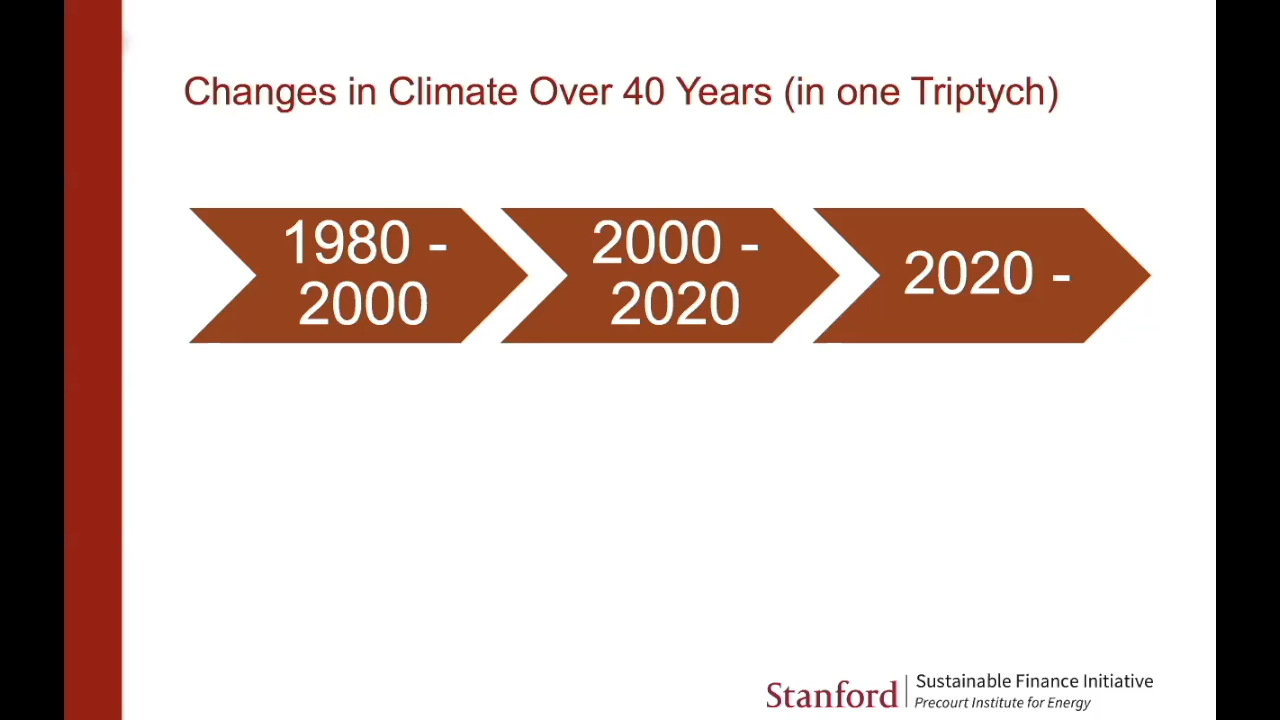 Changes in Climate Over 40 Years (in one Triptych)
1980 -
2000
2000 -
2020
2020 -
Stanford
Sustainable Finance Initiative
Precourt Institute for Energy